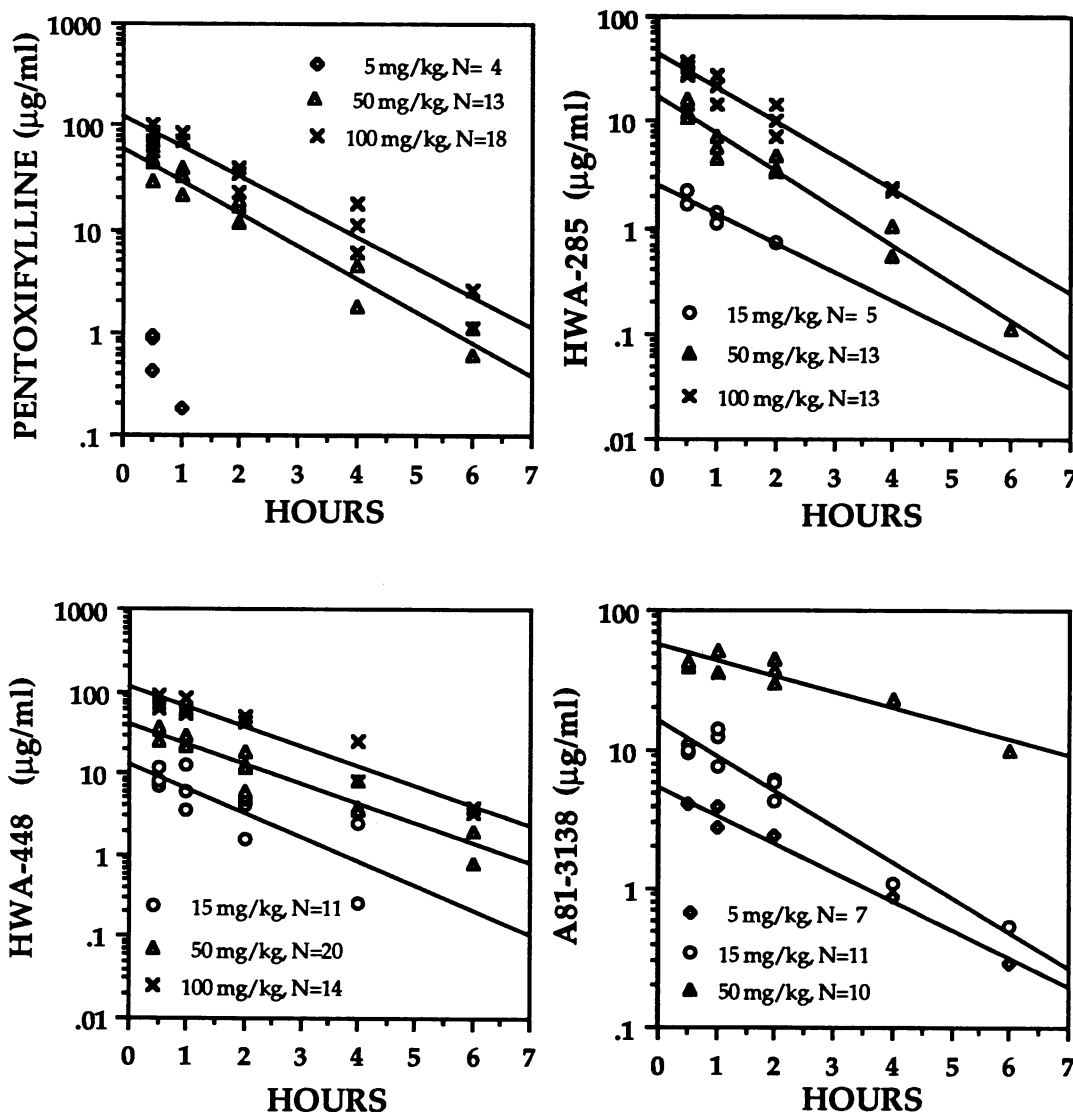 PENTOXIFYLLINE (µg/ml)
1000
100
10
1
.1
5 mg/kg, N= 4
50 mg/kg, N=13
100 mg/kg, N=18
0 1 2 3 4 5 6 7
HOURS
HWA-285 (µg/ml)
100
10
1
.1
.01
15 mg/kg, N= 5
50 mg/kg, N=13
100 mg/kg, N=13
0 1 2 3 4 5 6 7
HOURS
HWA-448 (µg/ml)
1000
100
10
1
.1
.01
15 mg/kg, N=11
50 mg/kg, N=20
100 mg/kg, N=14
0 1 2 3 4 5 6 7
HOURS
A81-3138 (µg/ml)
100
10
1
.1
5 mg/kg, N= 7
15 mg/kg, N=11
50 mg/kg, N=10
0 1 2 3 4 5 6 7
HOURS